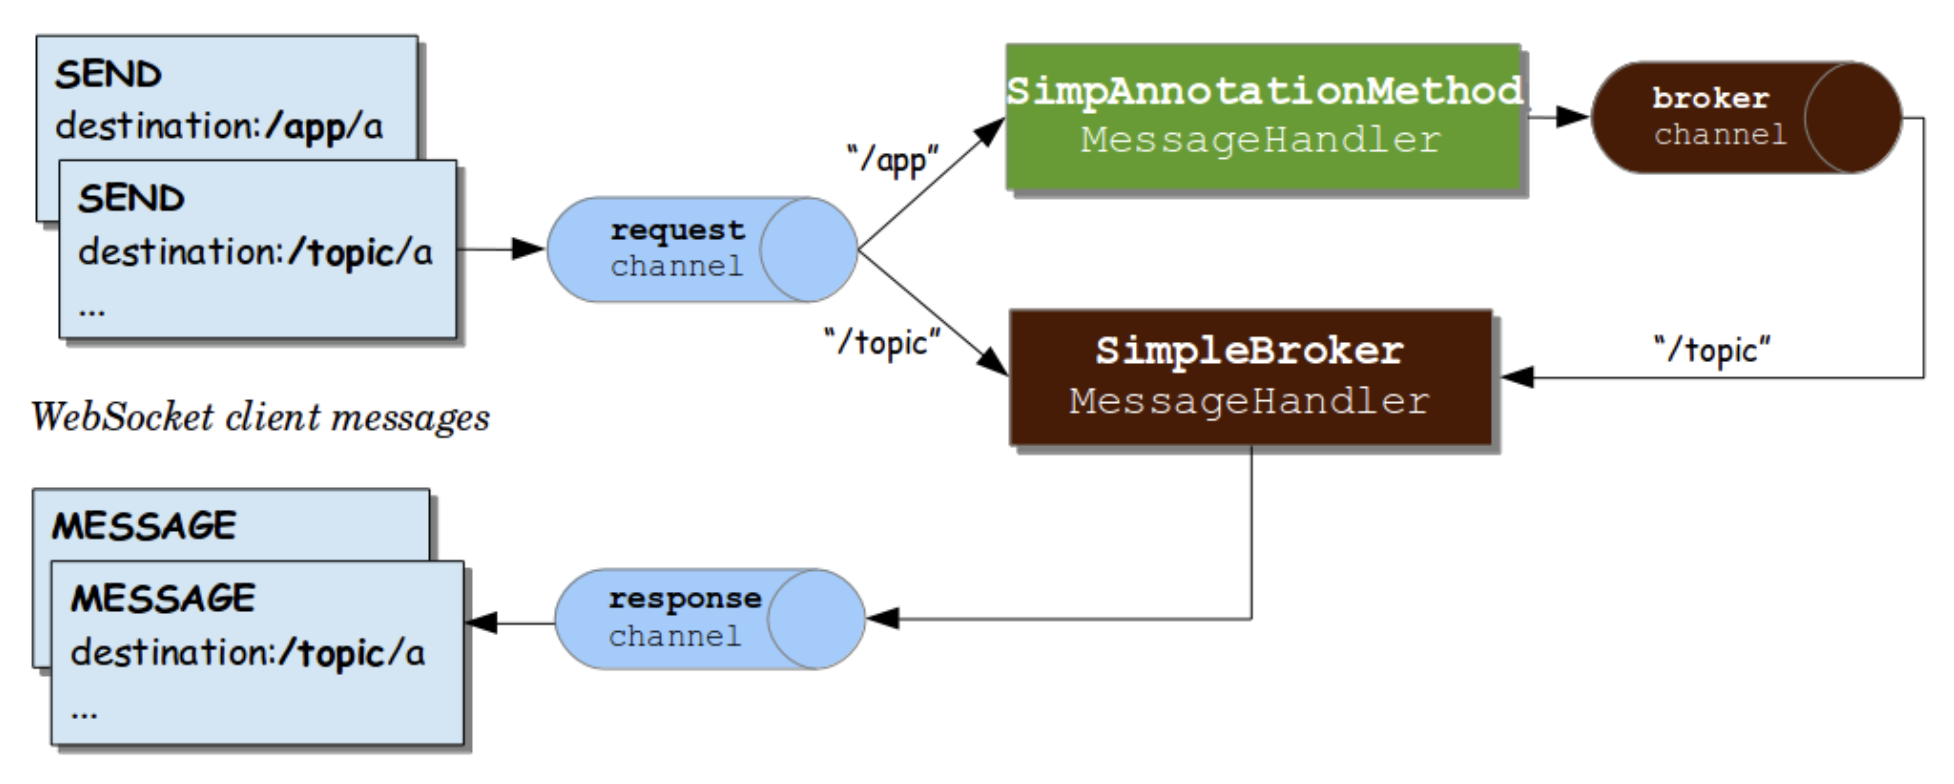 SEND
destination:/app/a
SEND
destination:/topic/a
...
request
channel
“/app”
“/topic”
SimpAnnotationMethod
MessageHandler
broker
channel
SimpleBroker
MessageHandler
“/topic”
WebSocket client messages
MESSAGE
MESSAGE
destination:/topic/a
...
response
channel